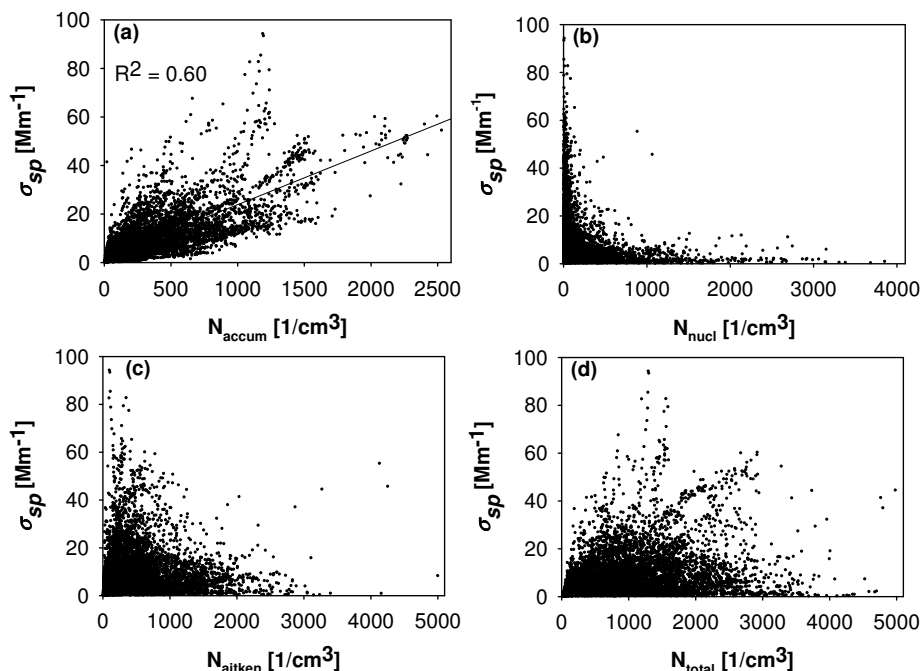 (a)
R² = 0.60
σsp [Mm⁻¹]
100
80
60
40
20
0
0 500 1000 1500 2000 2500
Naccum [1/cm³]
(b)
σsp [Mm⁻¹]
100
80
60
40
20
0
0 1000 2000 3000 4000
Nnucl [1/cm³]
(c)
σsp [Mm⁻¹]
100
80
60
40
20
0
0 1000 2000 3000 4000 5000
Naitken [1/cm³]
(d)
σsp [Mm⁻¹]
100
80
60
40
20
0
0 1000 2000 3000 4000 5000
Ntotal [1/cm³]